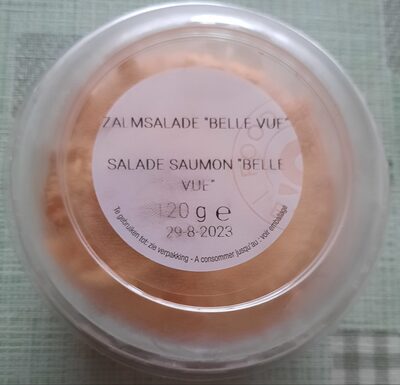 ZALMSALADE "BELLE VUE"
SALADE SAUMON "BELLE
VUE"
120 g e
29-8-2023
Te gebruiken tot: zie verpakking - A consommer jusqu'au - voir emballage